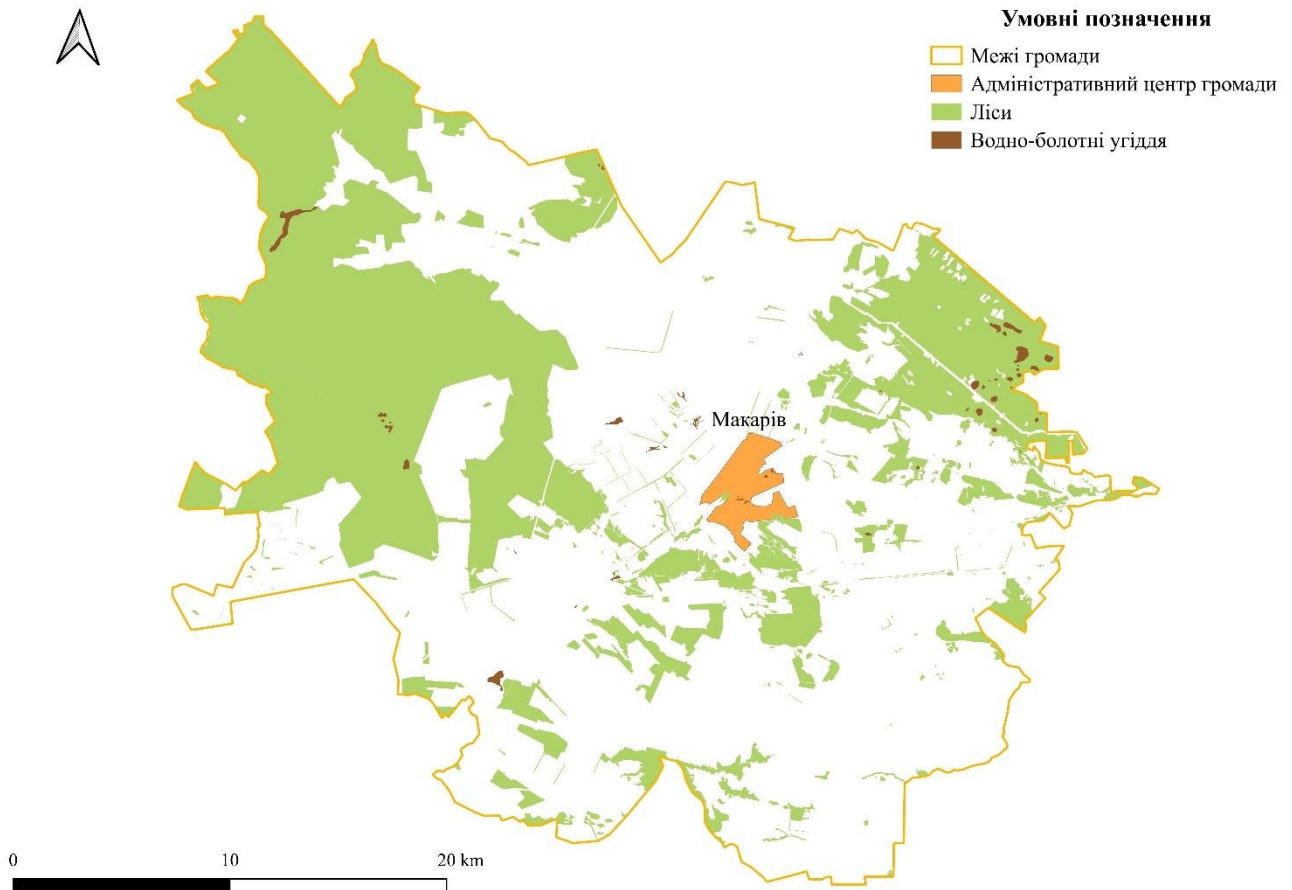 Умовні позначення
Межі громади
Адміністративний центр громади
Ліси
Водно-болотні угіддя
Макарів
0 10 20 km